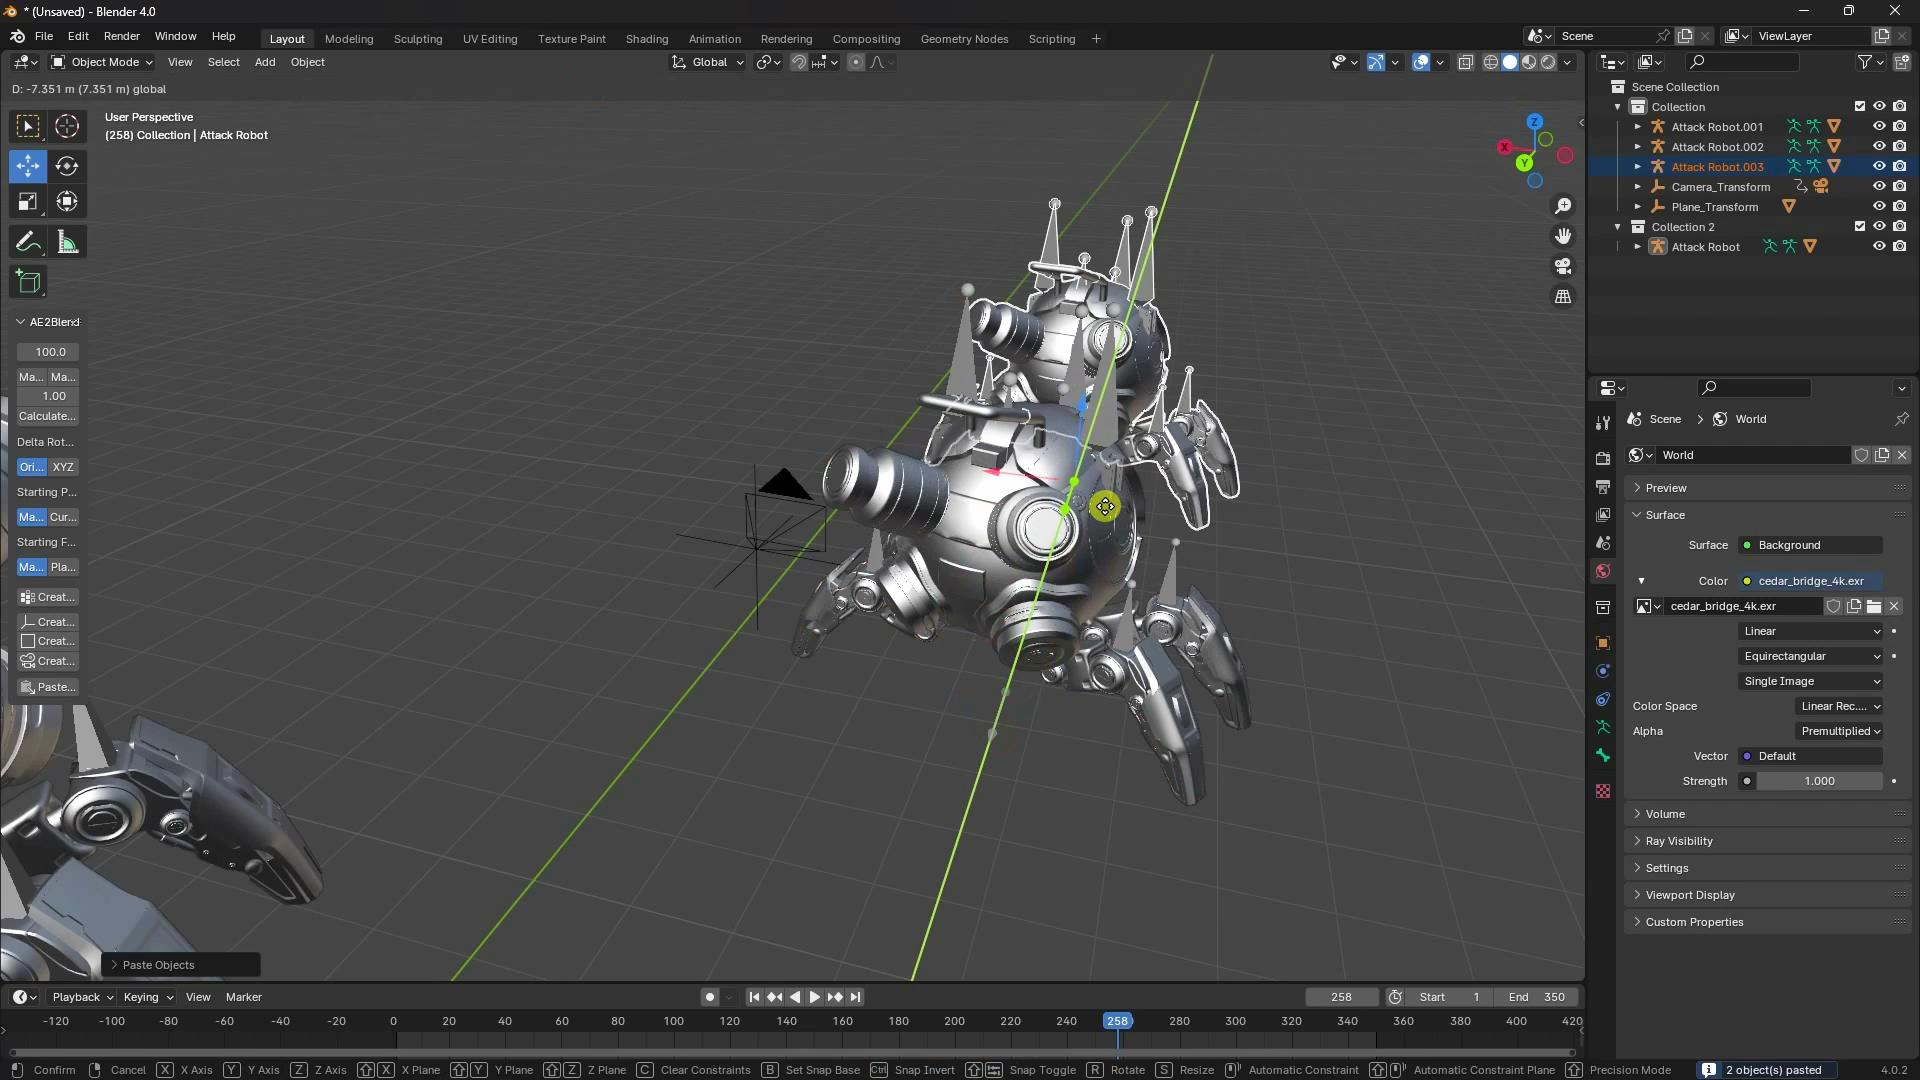 * (Unsaved) - Blender 4.0
File Edit Render Window Help
Layout Modeling Sculpting UV Editing Texture Paint Shading Animation Rendering Compositing Geometry Nodes Scripting +
Scene
ViewLayer
Object Mode View Select Add Object
Global
D: -7.351 m (7.351 m) global
User Perspective
(258) Collection | Attack Robot
Z
X
Y
Scene Collection
Collection
Attack Robot.001
Attack Robot.002
Attack Robot.003
Camera_Transform
Plane_Transform
Collection 2
Attack Robot
AE2Blend
100.0
Ma... Ma...
1.00
Calculate...
Delta Rot...
Ori... XYZ
Starting P...
Ma... Cur...
Starting F...
Ma... Pla...
Creat...
Creat...
Creat...
Creat...
Paste...
Paste Objects
Scene > World
World
Preview
Surface
Surface Background
Color cedar_bridge_4k.exr
cedar_bridge_4k.exr
Linear
Equirectangular
Single Image
Color Space Linear Rec....
Alpha Premultiplied
Vector Default
Strength 1.000
Volume
Ray Visibility
Settings
Viewport Display
Custom Properties
Playback Keying View Marker
258 Start 1 End 350
-120 -100 -80 -60 -40 -20 0 20 40 60 80 100 120 140 160 180 200 220 240 258 280 300 320 340 360 380 400 420
Confirm Cancel X X Axis Y Y Axis Z Z Axis X X Plane Y Y Plane Z Z Plane C Clear Constraints B Set Snap Base Ctrl Snap Invert Snap Toggle R Rotate S Resize Automatic Constraint Automatic Constraint Plane Precision Mode 2 object(s) pasted 4.0.2